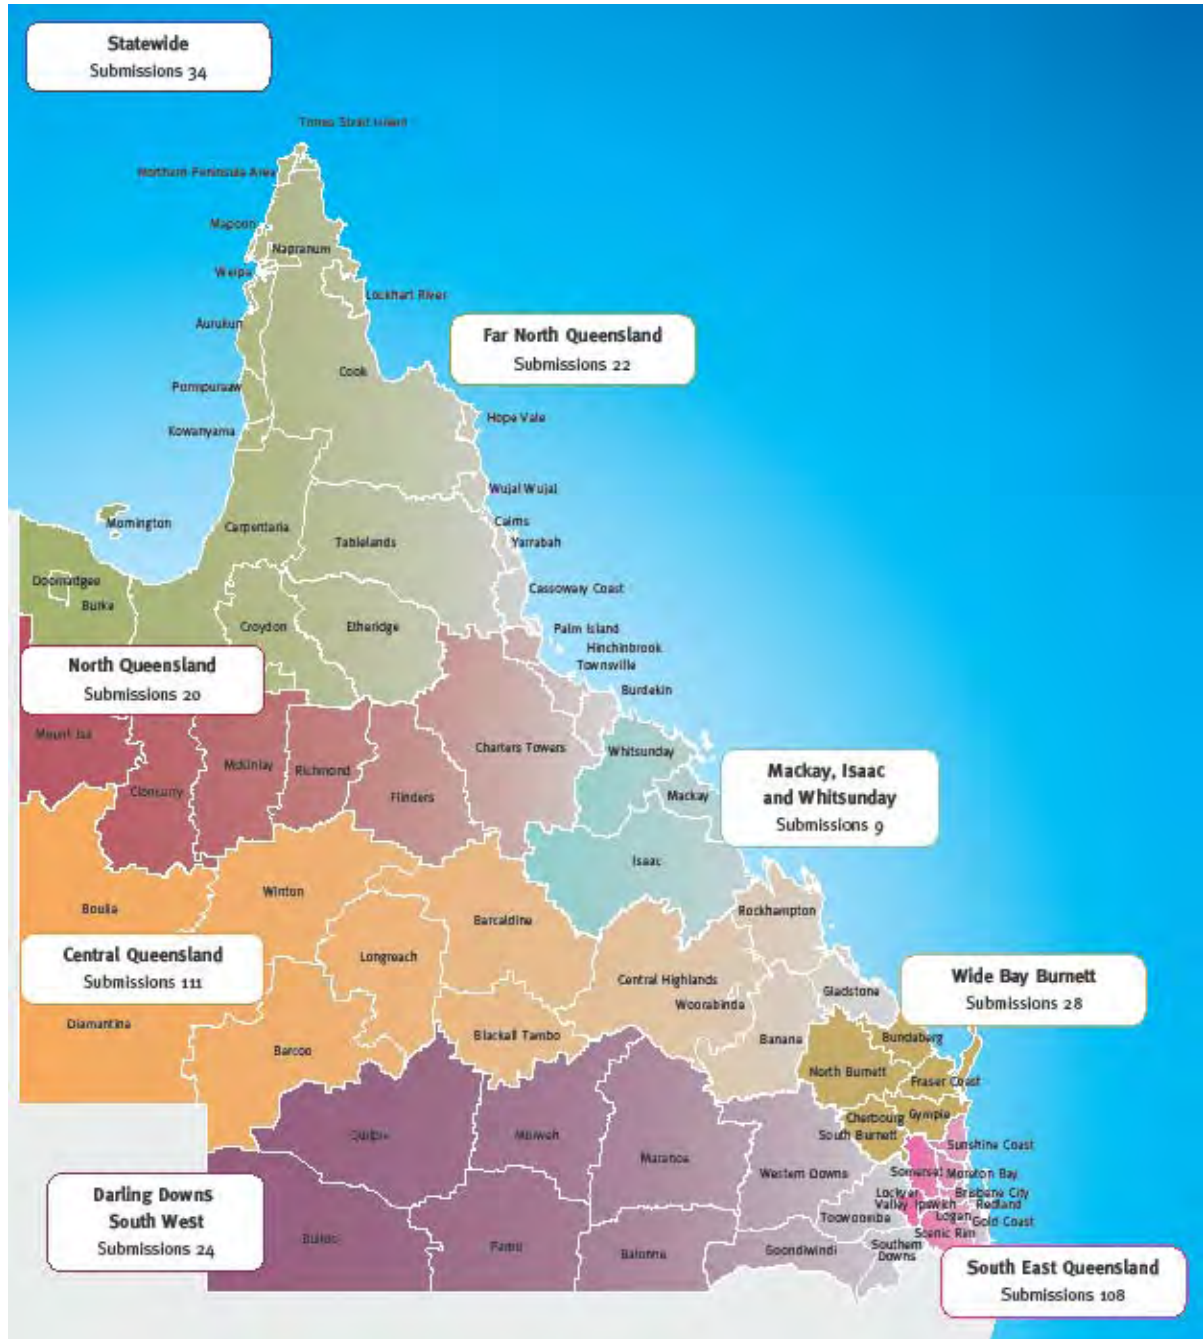 Statewide
Submissions 34
Torres Strait Island
Northern Peninsula Area
Mapoon
Napranum
Weipa
Lockhart River
Aurukun
Far North Queensland
Submissions 22
Cook
Pormpuraaw
Hope Vale
Kowanyama
Wujal Wujal
Mornington
Carpentaria
Cairns
Tablelands
Yarrabah
Doomadgee
Burke
Cassoway Coast
Croydon
Etheridge
Palm Island
Hinchinbrook
Townsville
North Queensland
Submissions 20
Burdekin
Mount Isa
McKinlay
Richmond
Charters Towers
Whitsunday
Cloncurry
Flinders
Mackay
Mackay, Isaac
and Whitsunday
Submissions 9
Isaac
Winton
Boulia
Barcaldine
Rockhampton
Central Queensland
Submissions 111
Longreach
Central Highlands
Woorabinda
Gladstone
Wide Bay Burnett
Submissions 28
Diamantina
Barcoo
Blackall Tambo
Banana
Bundaberg
North Burnett
Fraser Coast
Cherbourg
Gympie
Quilpie
Murweh
South Burnett
Sunshine Coast
Maranoa
Western Downs
Somerset
Moreton Bay
Darling Downs
South West
Submissions 24
Lockyer
Valley
Ipswich
Brisbane City
Redland
Toowoomba
Logan
Gold Coast
Scenic Rim
Bulloo
Paroo
Balonne
Goondiwindi
Southern
Downs
South East Queensland
Submissions 108